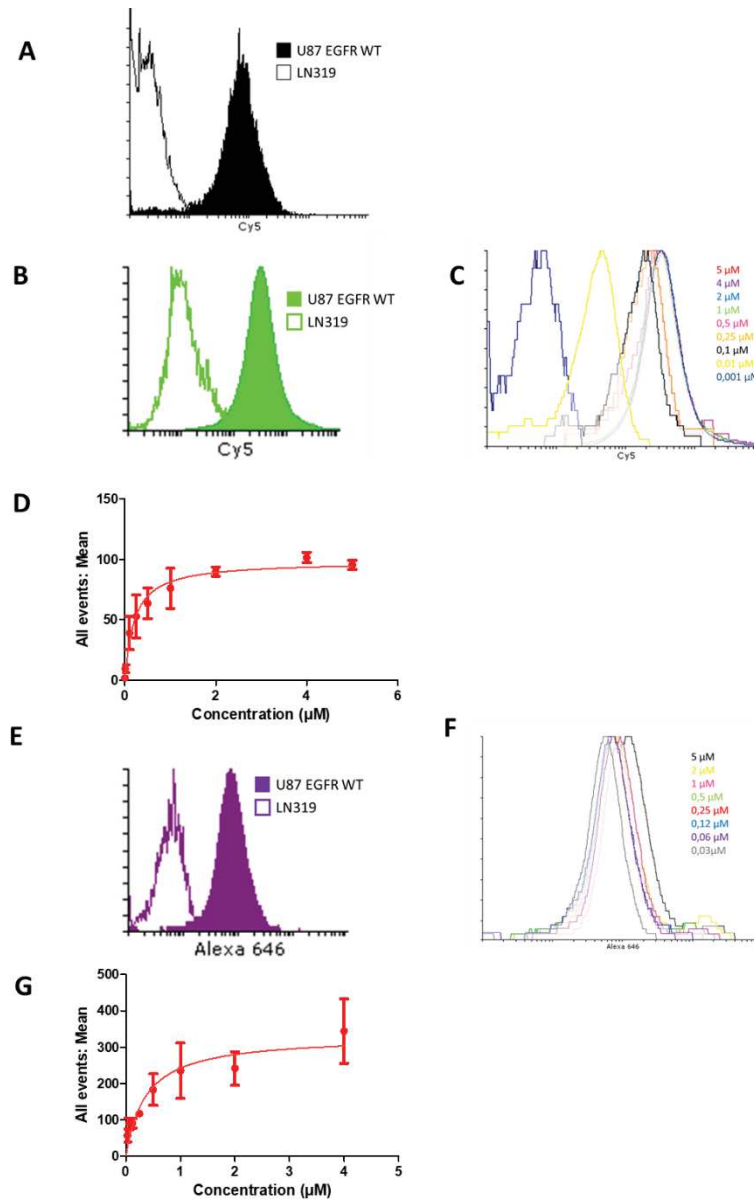 A
U87 EGFR WT
LN319
Cy5
B
U87 EGFR WT
LN319
Cy5
C
5 µM
4 µM
2 µM
1 µM
0,5 µM
0,25 µM
0,1 µM
0,01 µM
0,001 µM
Cy5
D
150
100
50
0
All events: Mean
0 2 4 6
Concentration (µM)
E
U87 EGFR WT
LN319
Alexa 646
F
5 µM
2 µM
1 µM
0,5 µM
0,25 µM
0,12 µM
0,06 µM
0,03µM
Alexa 646
G
500
400
300
200
100
0
All events: Mean
0 1 2 3 4 5
Concentration (µM)